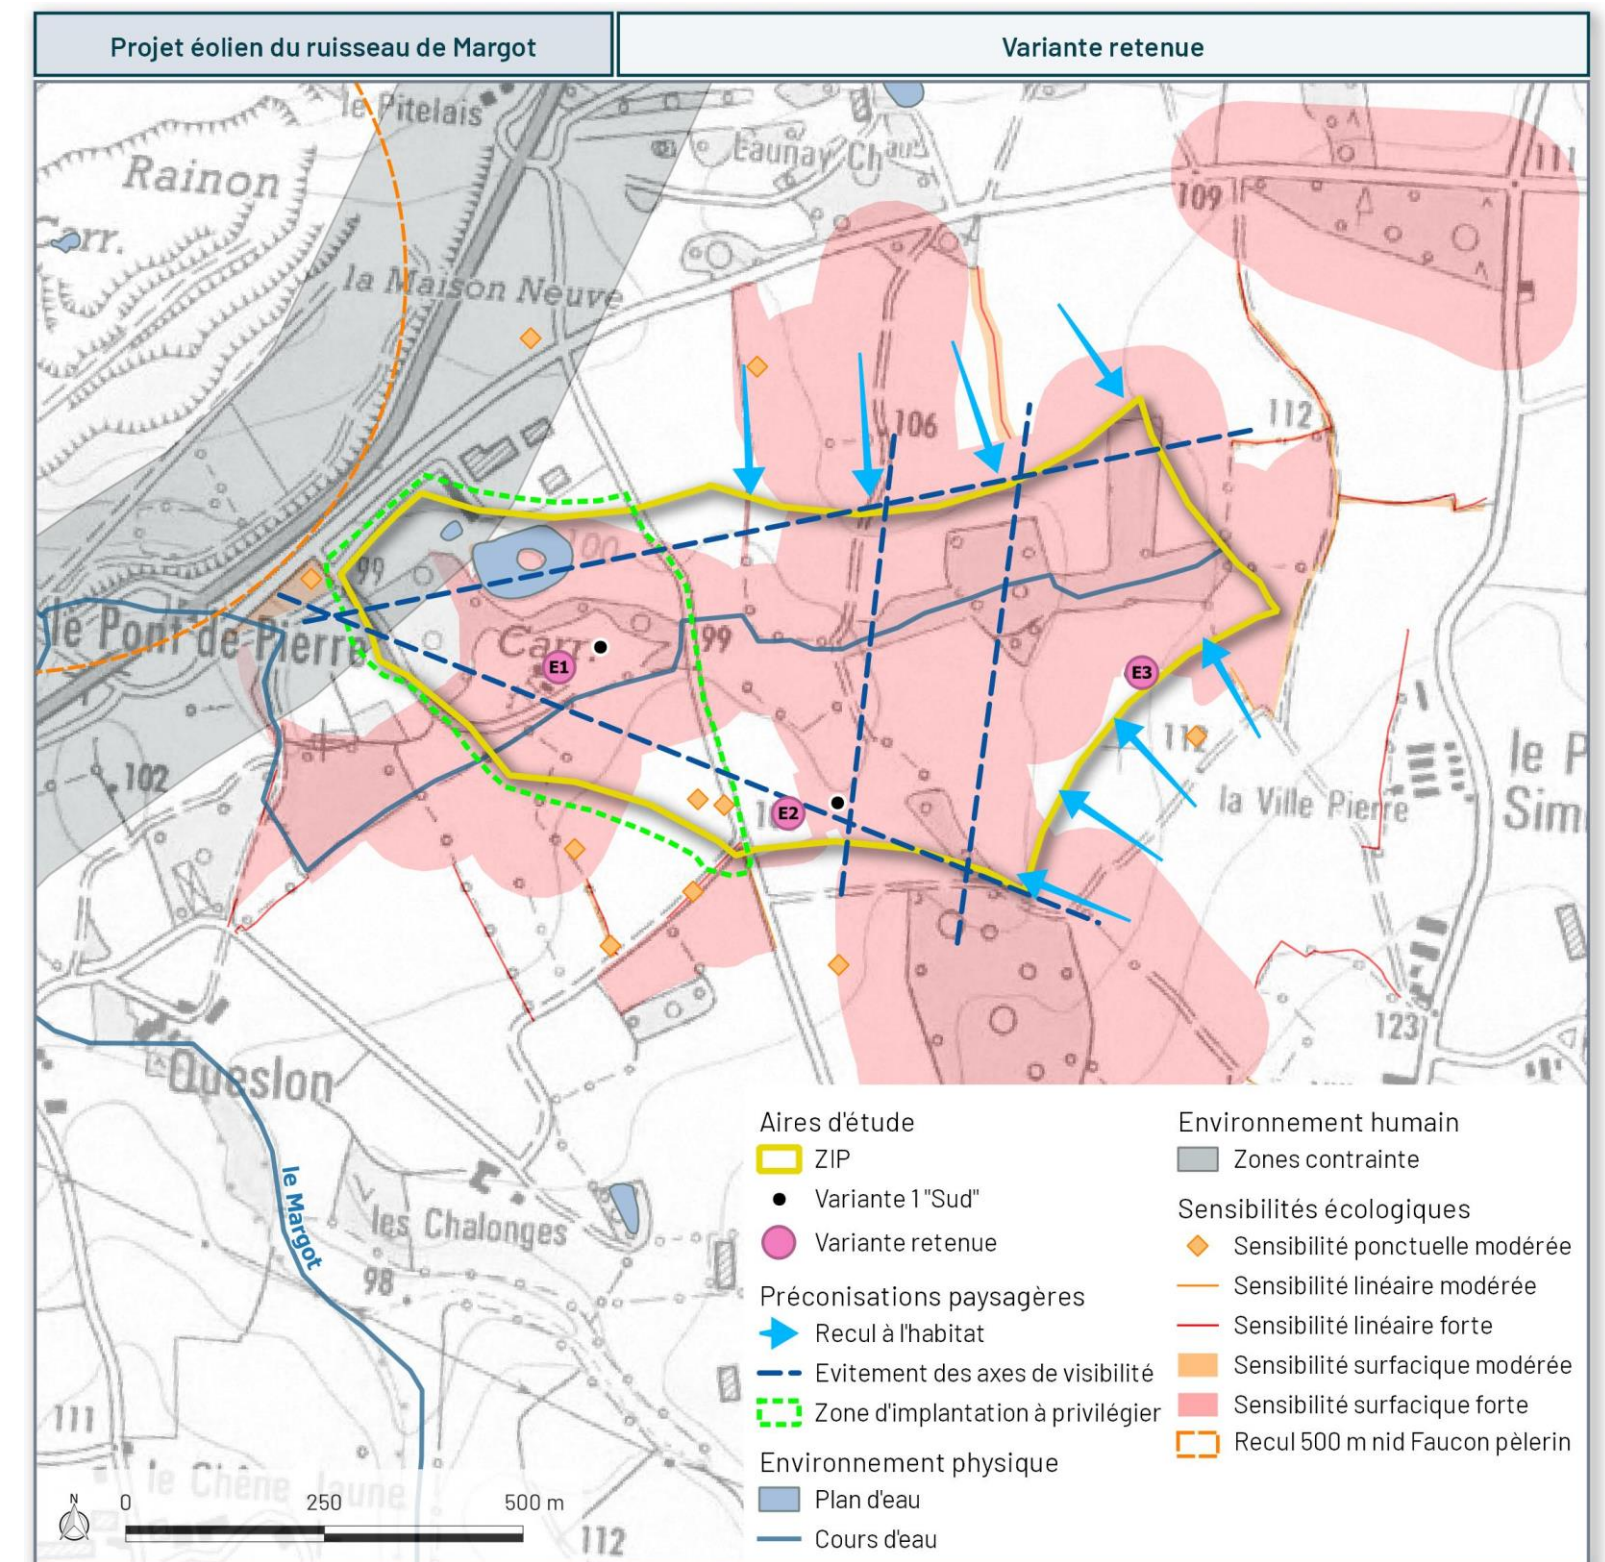 Projet éolien du ruisseau de Margot
Variante retenue
le Pitelais
Rainon
Carr.
Launay Chau
109
111
la Maison Neuve
106
112
99
100
le Pont de Pierre
Carr.
99
E1
E3
112
102
E2
la Ville Pierre
le P
Sim
123
Queslon
le Margot
les Chalonges
98
111
le Chêne Jaune
112
N
0 250 500 m
Aires d'étude
ZIP
Variante 1 "Sud"
Variante retenue
Préconisations paysagères
Recul à l'habitat
Evitement des axes de visibilité
Zone d'implantation à privilégier
Environnement physique
Plan d'eau
Cours d'eau
Environnement humain
Zones contrainte
Sensibilités écologiques
Sensibilité ponctuelle modérée
Sensibilité linéaire modérée
Sensibilité linéaire forte
Sensibilité surfacique modérée
Sensibilité surfacique forte
Recul 500 m nid Faucon pèlerin